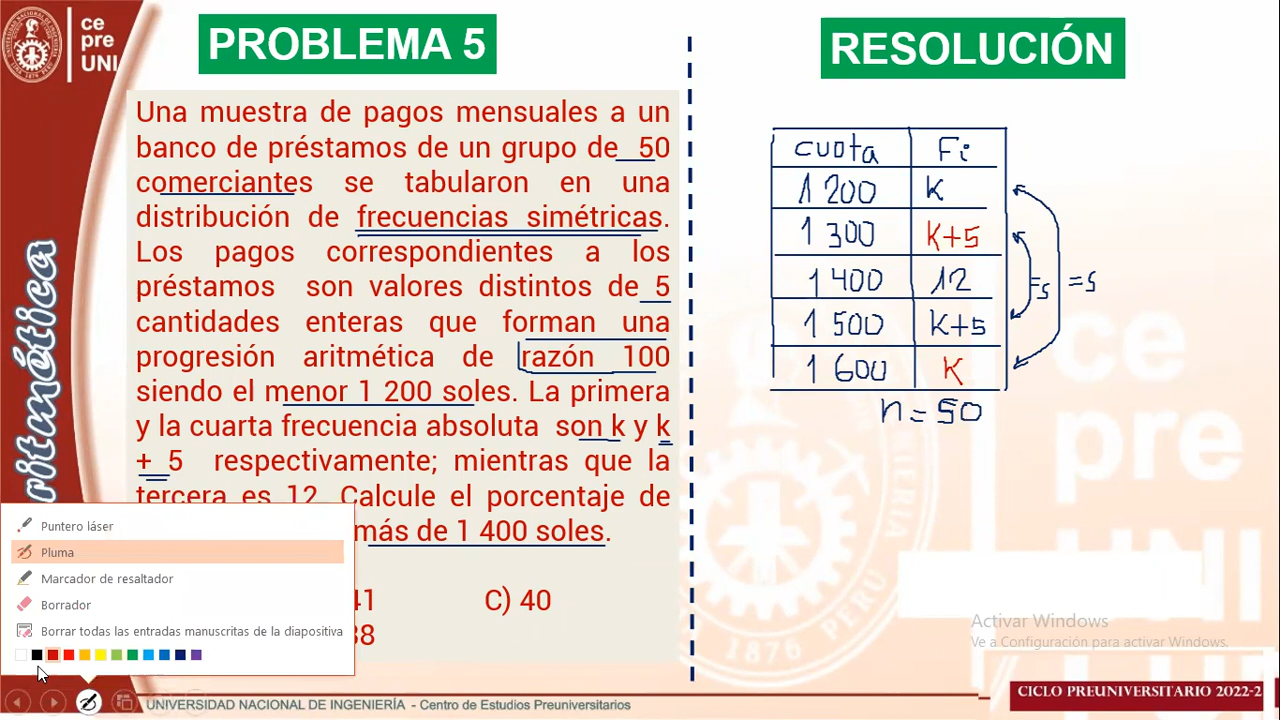 ce
pre
UNI
PROBLEMA 5
Una muestra de pagos mensuales a un
banco de préstamos de un grupo de 50
comerciantes se tabularon en una
distribución de frecuencias simétricas.
Los pagos correspondientes a los
préstamos son valores distintos de 5
cantidades enteras que forman una
progresión aritmética de razón 100
siendo el menor 1 200 soles. La primera
y la cuarta frecuencia absoluta son k y k
+ 5 respectivamente; mientras que la
tercera es 12. Calcule el porcentaje de
más de 1 400 soles.
41
C) 40
38
Puntero láser
Pluma
Marcador de resaltador
Borrador
Borrar todas las entradas manuscritas de la diapositiva
RESOLUCIÓN
cuota Fi
1 200 K
1 300 K+5
1 400 12
1 500 K+5
1 600 K
=5 =5
n = 50
ce
pre
UNI
Activar Windows
Ve a Configuración para activar Windows.
UNIVERSIDAD NACIONAL DE INGENIERÍA - Centro de Estudios Preuniversitarios
CICLO PREUNIVERSITARIO 2022-2